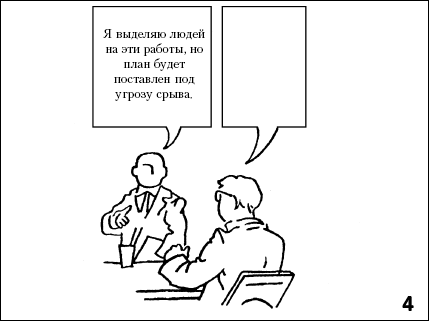 Я выделяю людей
на эти работы, но
план будет
поставлен под
угрозу срыва.
4